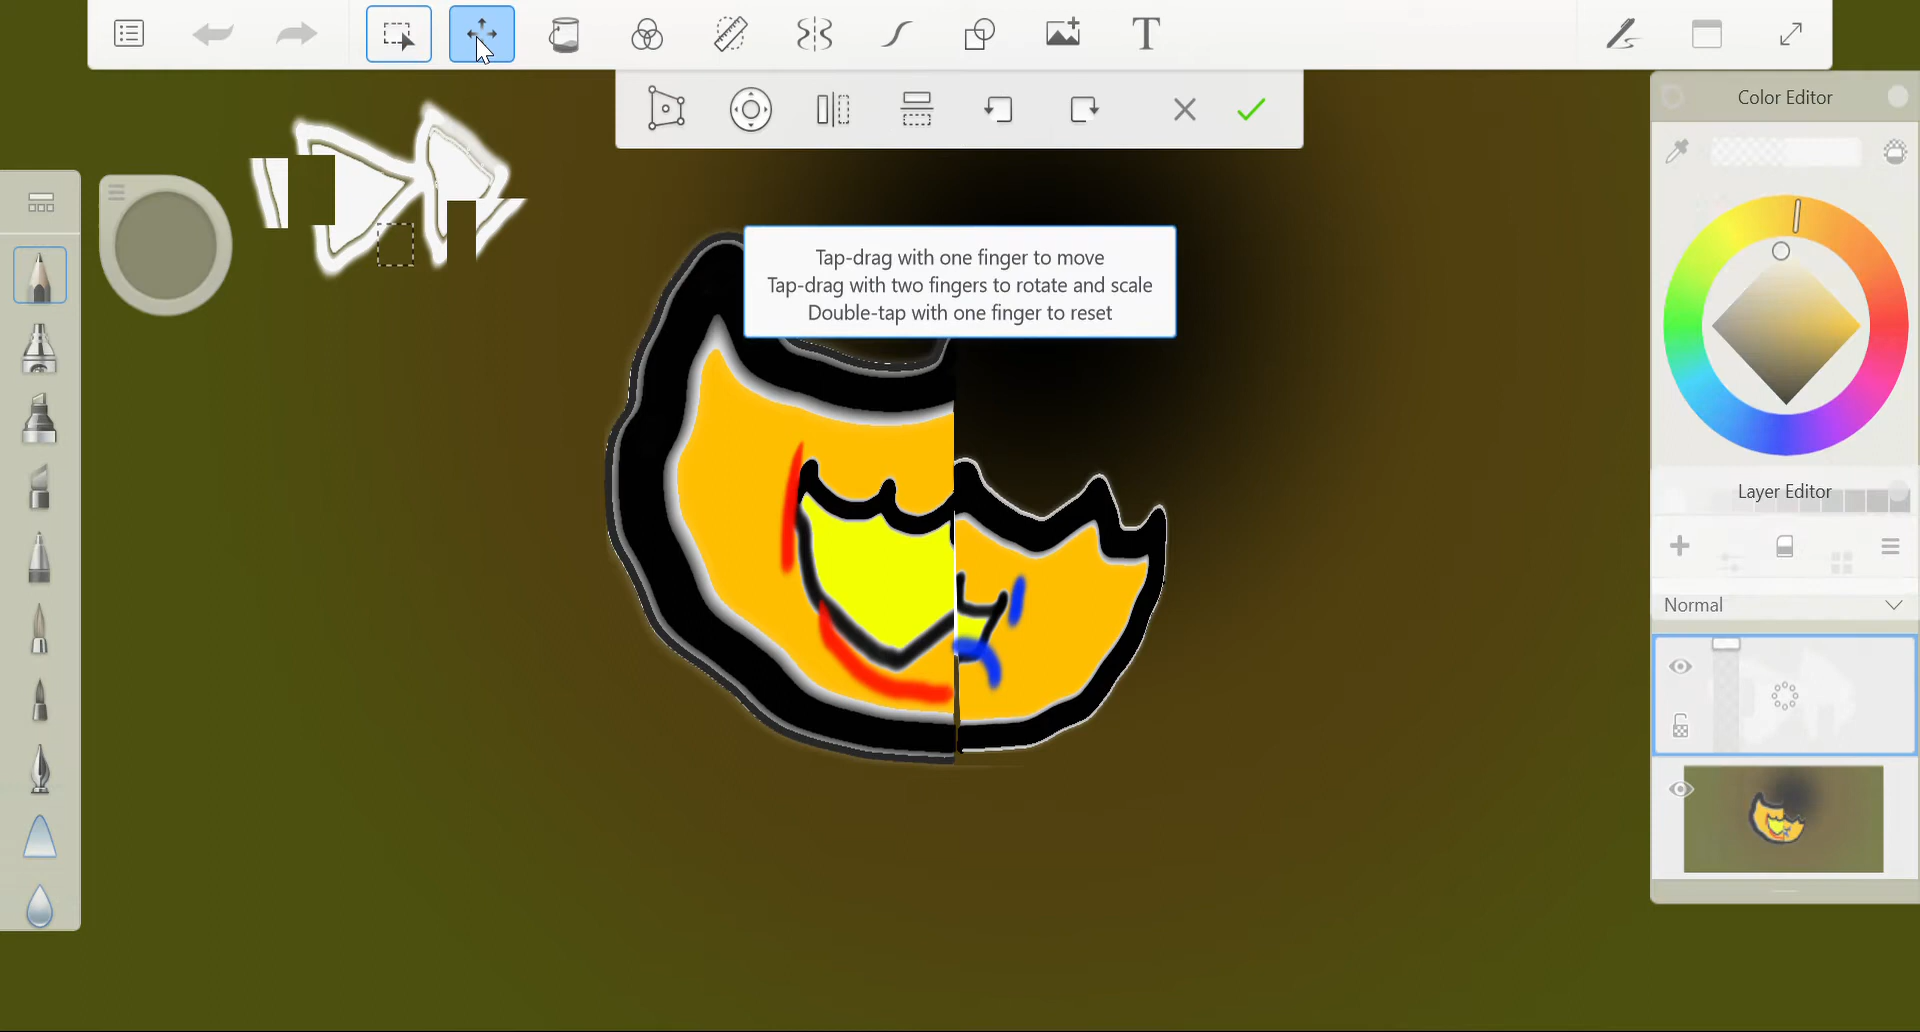 T
Color Editor
Tap-drag with one finger to move
Tap-drag with two fingers to rotate and scale
Double-tap with one finger to reset
Layer Editor
Normal